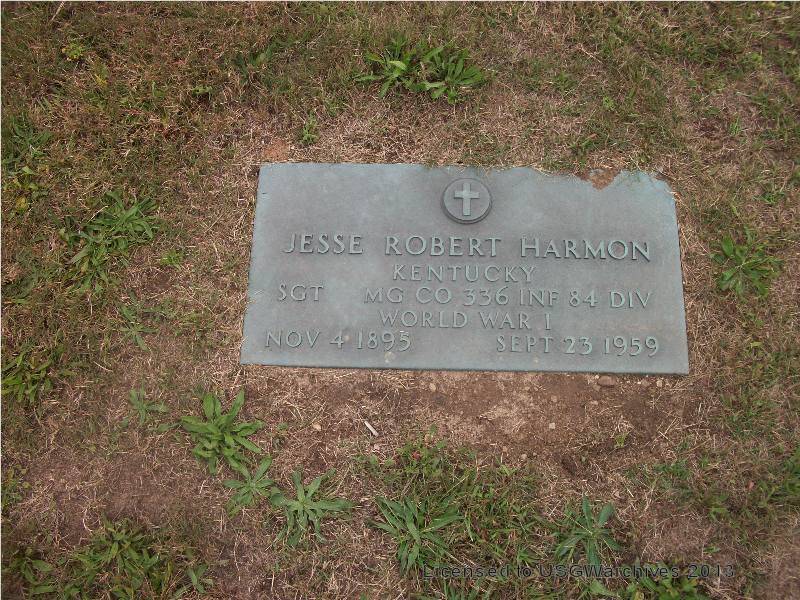 JESSE ROBERT HARMON
KENTUCKY
SGT MG CO 336 INF 84 DIV
WORLD WAR I
NOV 4 1895 SEPT 23 1959
Licensed to USGWarchives 2013